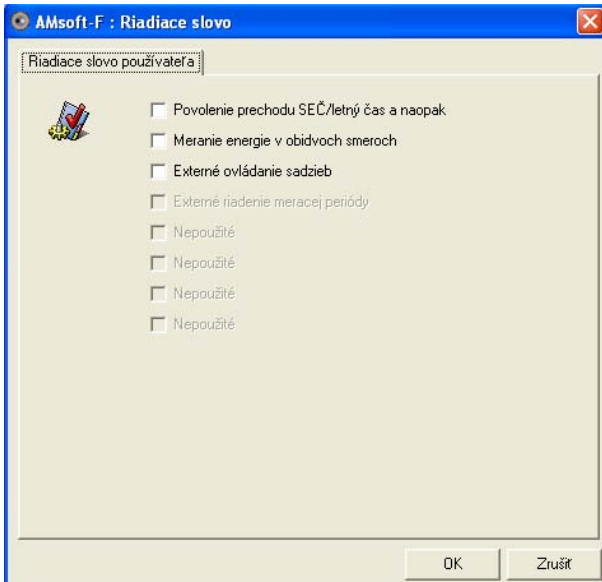 AMsoft-F : Riadiace slovo
Riadiace slovo používateľa
Povolenie prechodu SEČ/letný čas a naopak
Meranie energie v obidvoch smeroch
Externé ovládanie sadzieb
Externé riadenie meracej periódy
Nepoužité
Nepoužité
Nepoužité
Nepoužité
OK Zrušiť